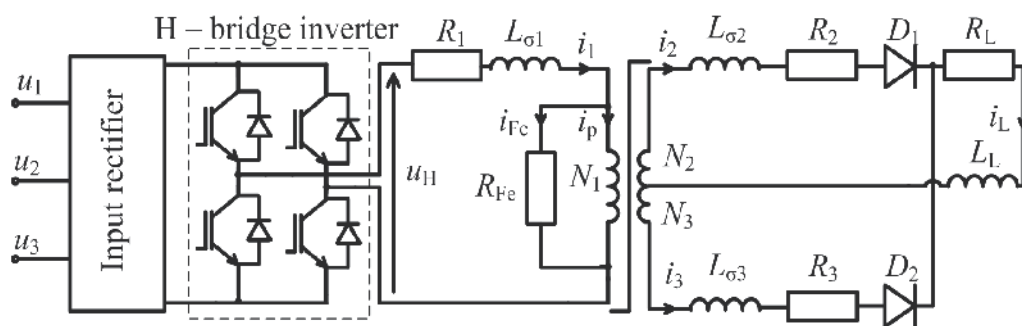 H – bridge inverter
Input rectifier
u1
u2
u3
uH
R1
Lσ1
i1
iFe
ip
RFe
N1
i2
Lσ2
R2
D1
RL
iL
LL
N2
N3
i3
Lσ3
R3
D2